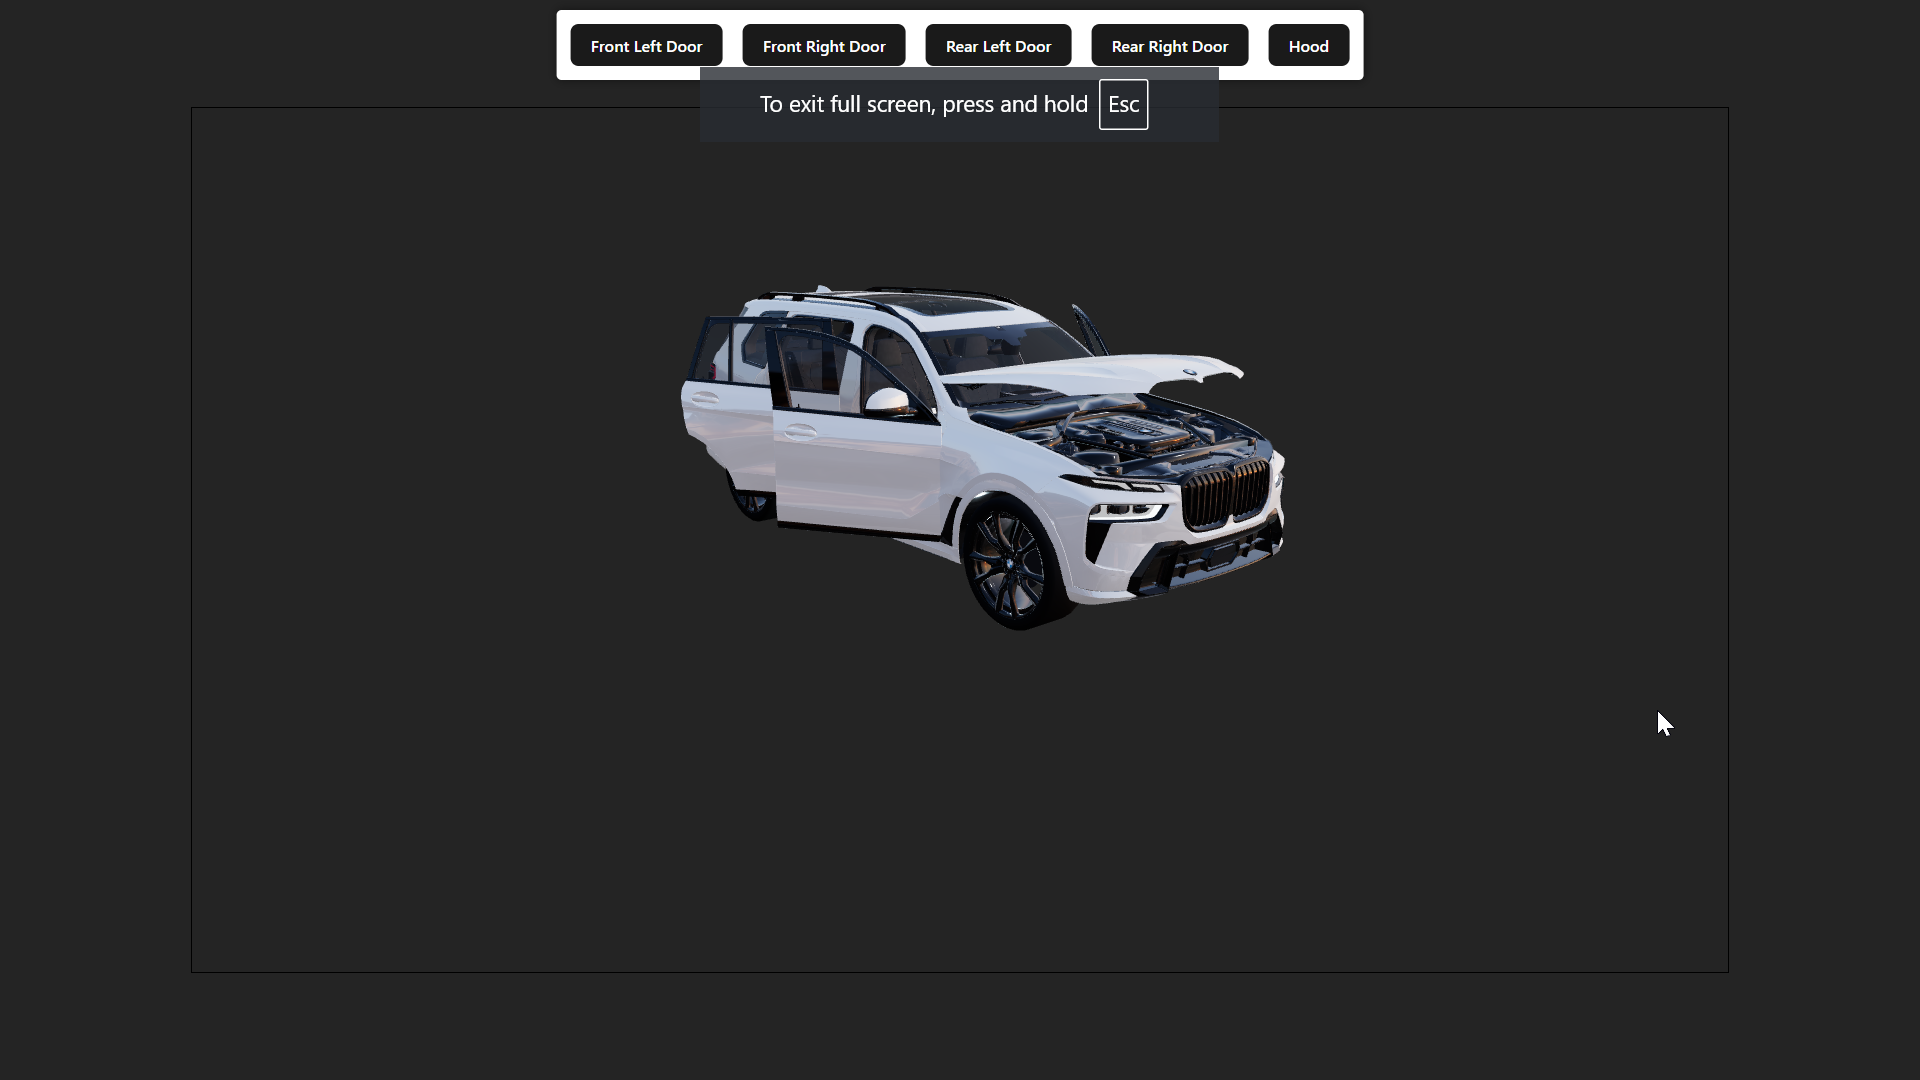 Front Left Door
Front Right Door
Rear Left Door
Rear Right Door
Hood
To exit full screen, press and hold Esc